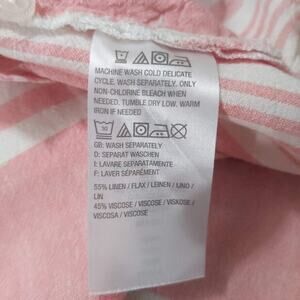 MACHINE WASH COLD DELICATE
CYCLE, WASH SEPARATELY. ONLY
NON-CHLORINE BLEACH WHEN
NEEDED. TUMBLE DRY LOW. WARM
IRON IF NEEDED
30
GB: WASH SEPARATELY
D: SEPARAT WASCHEN
I: LAVARE SEPARATAMENTE
F: LAVER SÉPARÉMENT
55% LINEN / FLAX / LEINEN / LINO /
LIN
45% VISCOSE / VISCOSE / VISKOSE /
VISCOSA / VISCOSE